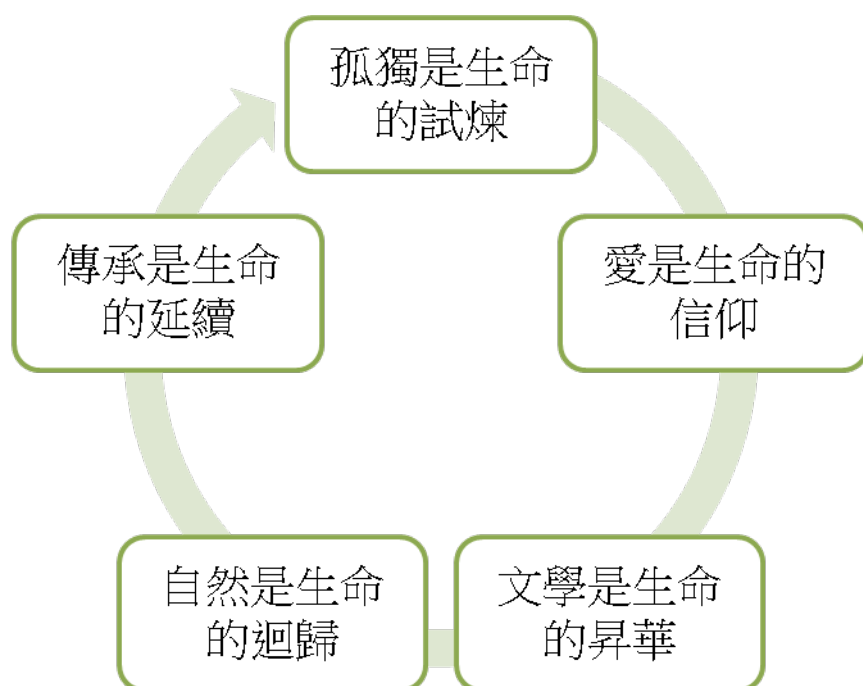 孤獨是生命
的試煉
愛是生命的
信仰
文學是生命
的昇華
自然是生命
的迴歸
傳承是生命
的延續